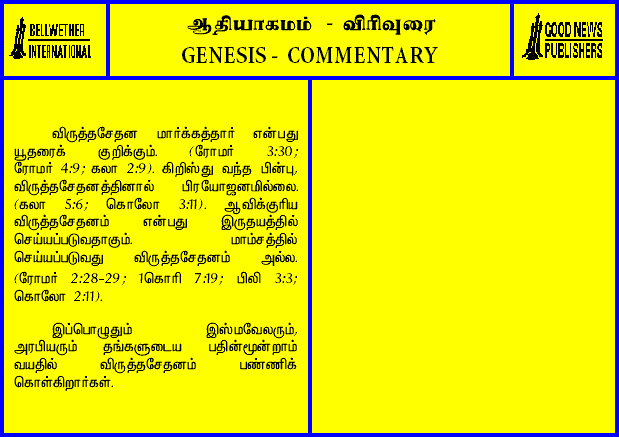 BELLWETHER
INTERNATIONAL
ஆதியாகமம் - விரிவுரை
GENESIS - COMMENTARY
GOOD NEWS
PUBLISHERS
விருத்தசேதன மார்க்கத்தார் என்பது
யூதரைக் குறிக்கும். (ரோமர் 3:30;
ரோமர் 4:9; கலா 2:9). கிறிஸ்து வந்த பின்பு,
விருத்தசேதனத்தினால் பிரயோஜனமில்லை.
(கலா 5:6; கொலோ 3:11). ஆவிக்குரிய
விருத்தசேதனம் என்பது இருதயத்தில்
செய்யப்படுவதாகும். மாம்சத்தில்
செய்யப்படுவது விருத்தசேதனம் அல்ல.
(ரோமர் 2:28-29; 1கொரி 7:19; பிலி 3:3;
கொலோ 2:11).
இப்பொழுதும் இஸ்மவேலரும்,
அரபியரும் தங்களுடைய பதின்மூன்றாம்
வயதில் விருத்தசேதனம் பண்ணிக்
கொள்கிறார்கள்.